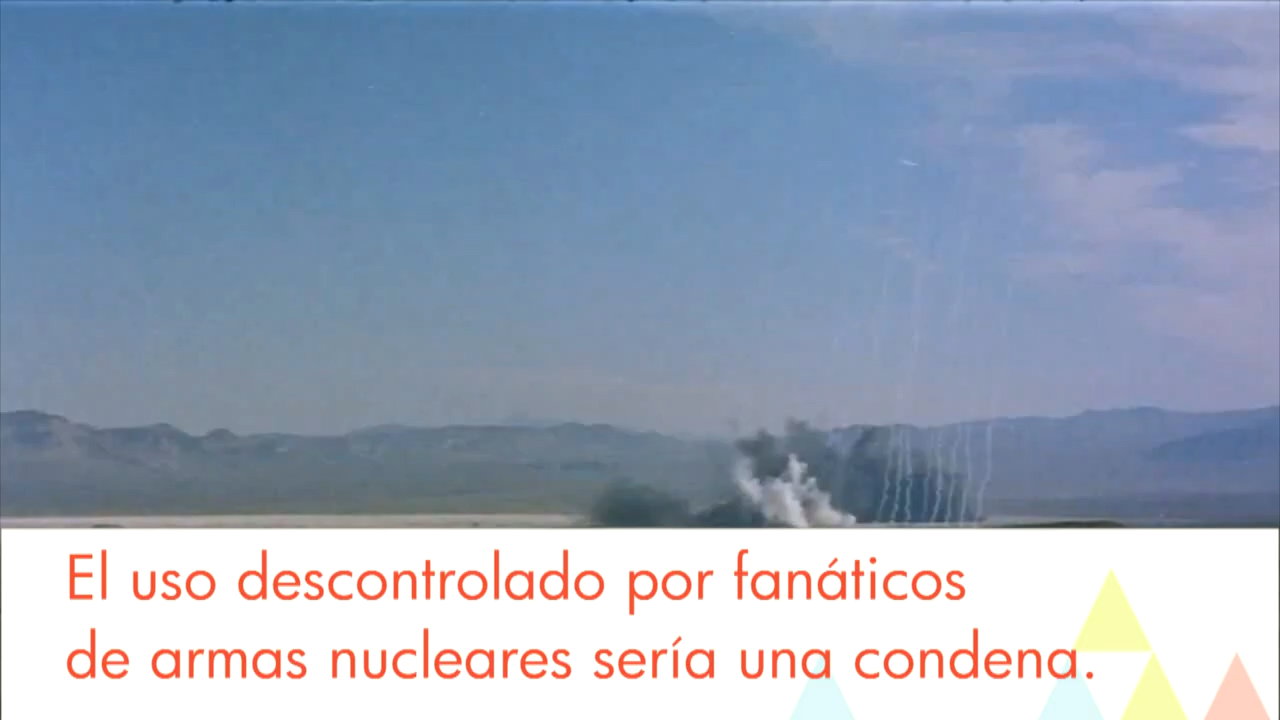 El uso descontrolado por fanáticos
de armas nucleares sería una condena.